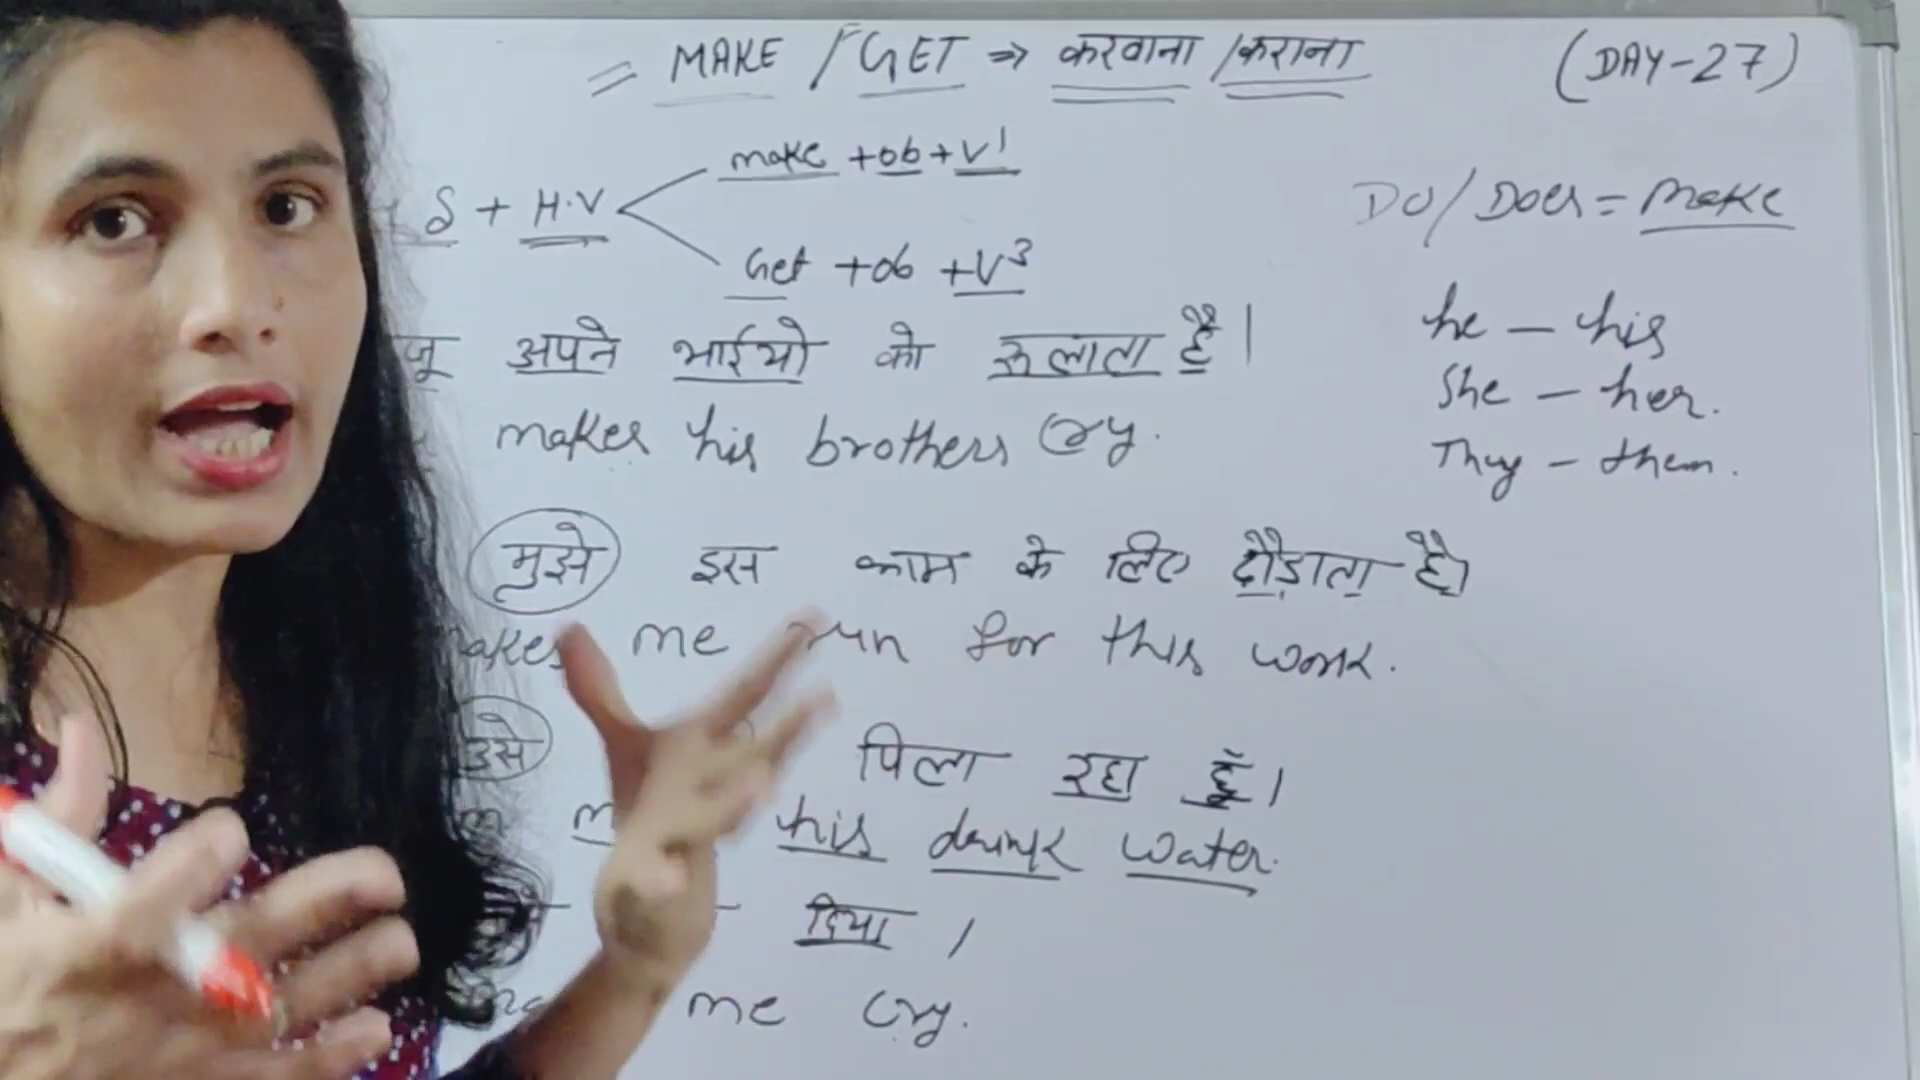 = MAKE / GET ⇒ करवाना / कराना (DAY-27)
make + ob + V1
S + H.V
Get + ob + V3
DO / Does = make
he - his
She - her.
They - them.
जू अपने भाईयो को रूलाता है।
makes his brothers cry.
मुझे इस काम के लिए दौड़ाता है।
makes me run for this work.
उसे पिला रहा हूँ।
his drink water.
दिया ।
me cry.